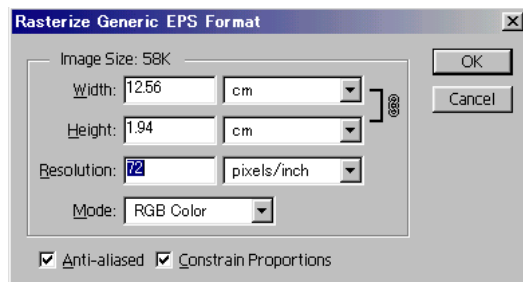 Rasterize Generic EPS Format
Image Size: 58K
Width: 12.56 cm
Height: 1.94 cm
Resolution: 72 pixels/inch
Mode: RGB Color
Anti-aliased Constrain Proportions
OK
Cancel